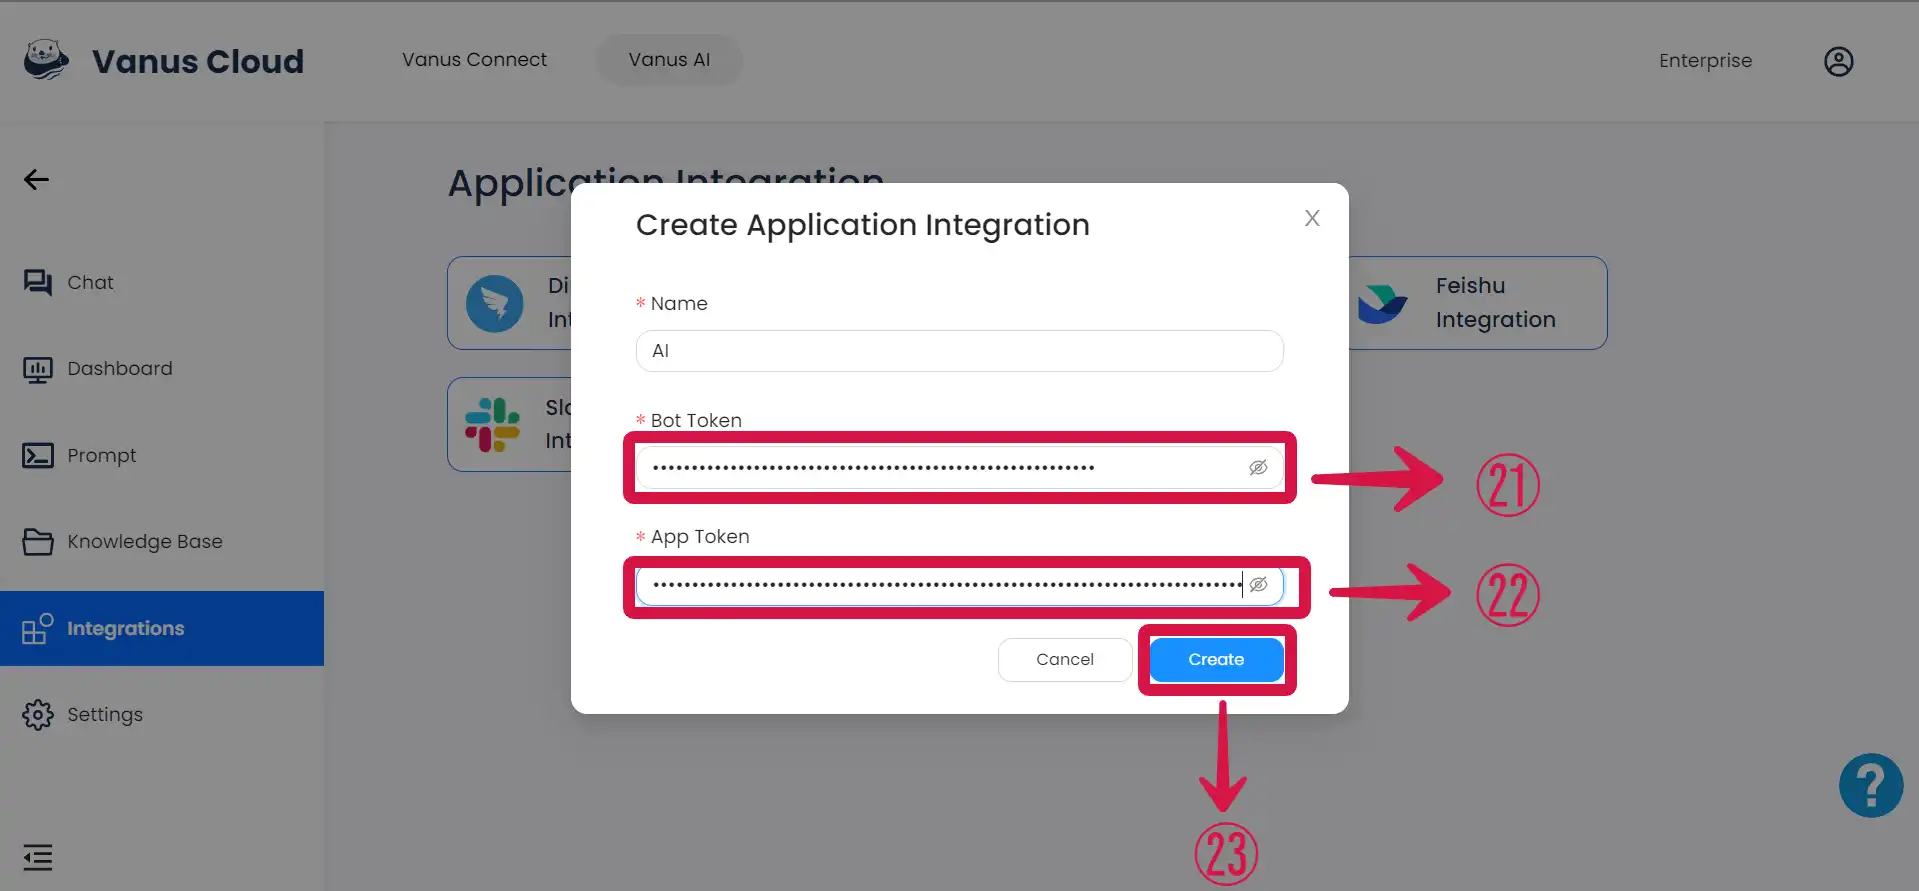 Vanus Cloud
Vanus Connect
Vanus AI
Enterprise
Chat
Dashboard
Prompt
Knowledge Base
Integrations
Settings
Application Integration
Di
Int
Feishu
Integration
Slo
Int
Create Application Integration
X
* Name
AI
* Bot Token
* App Token
Cancel
Create
21
22
23
?